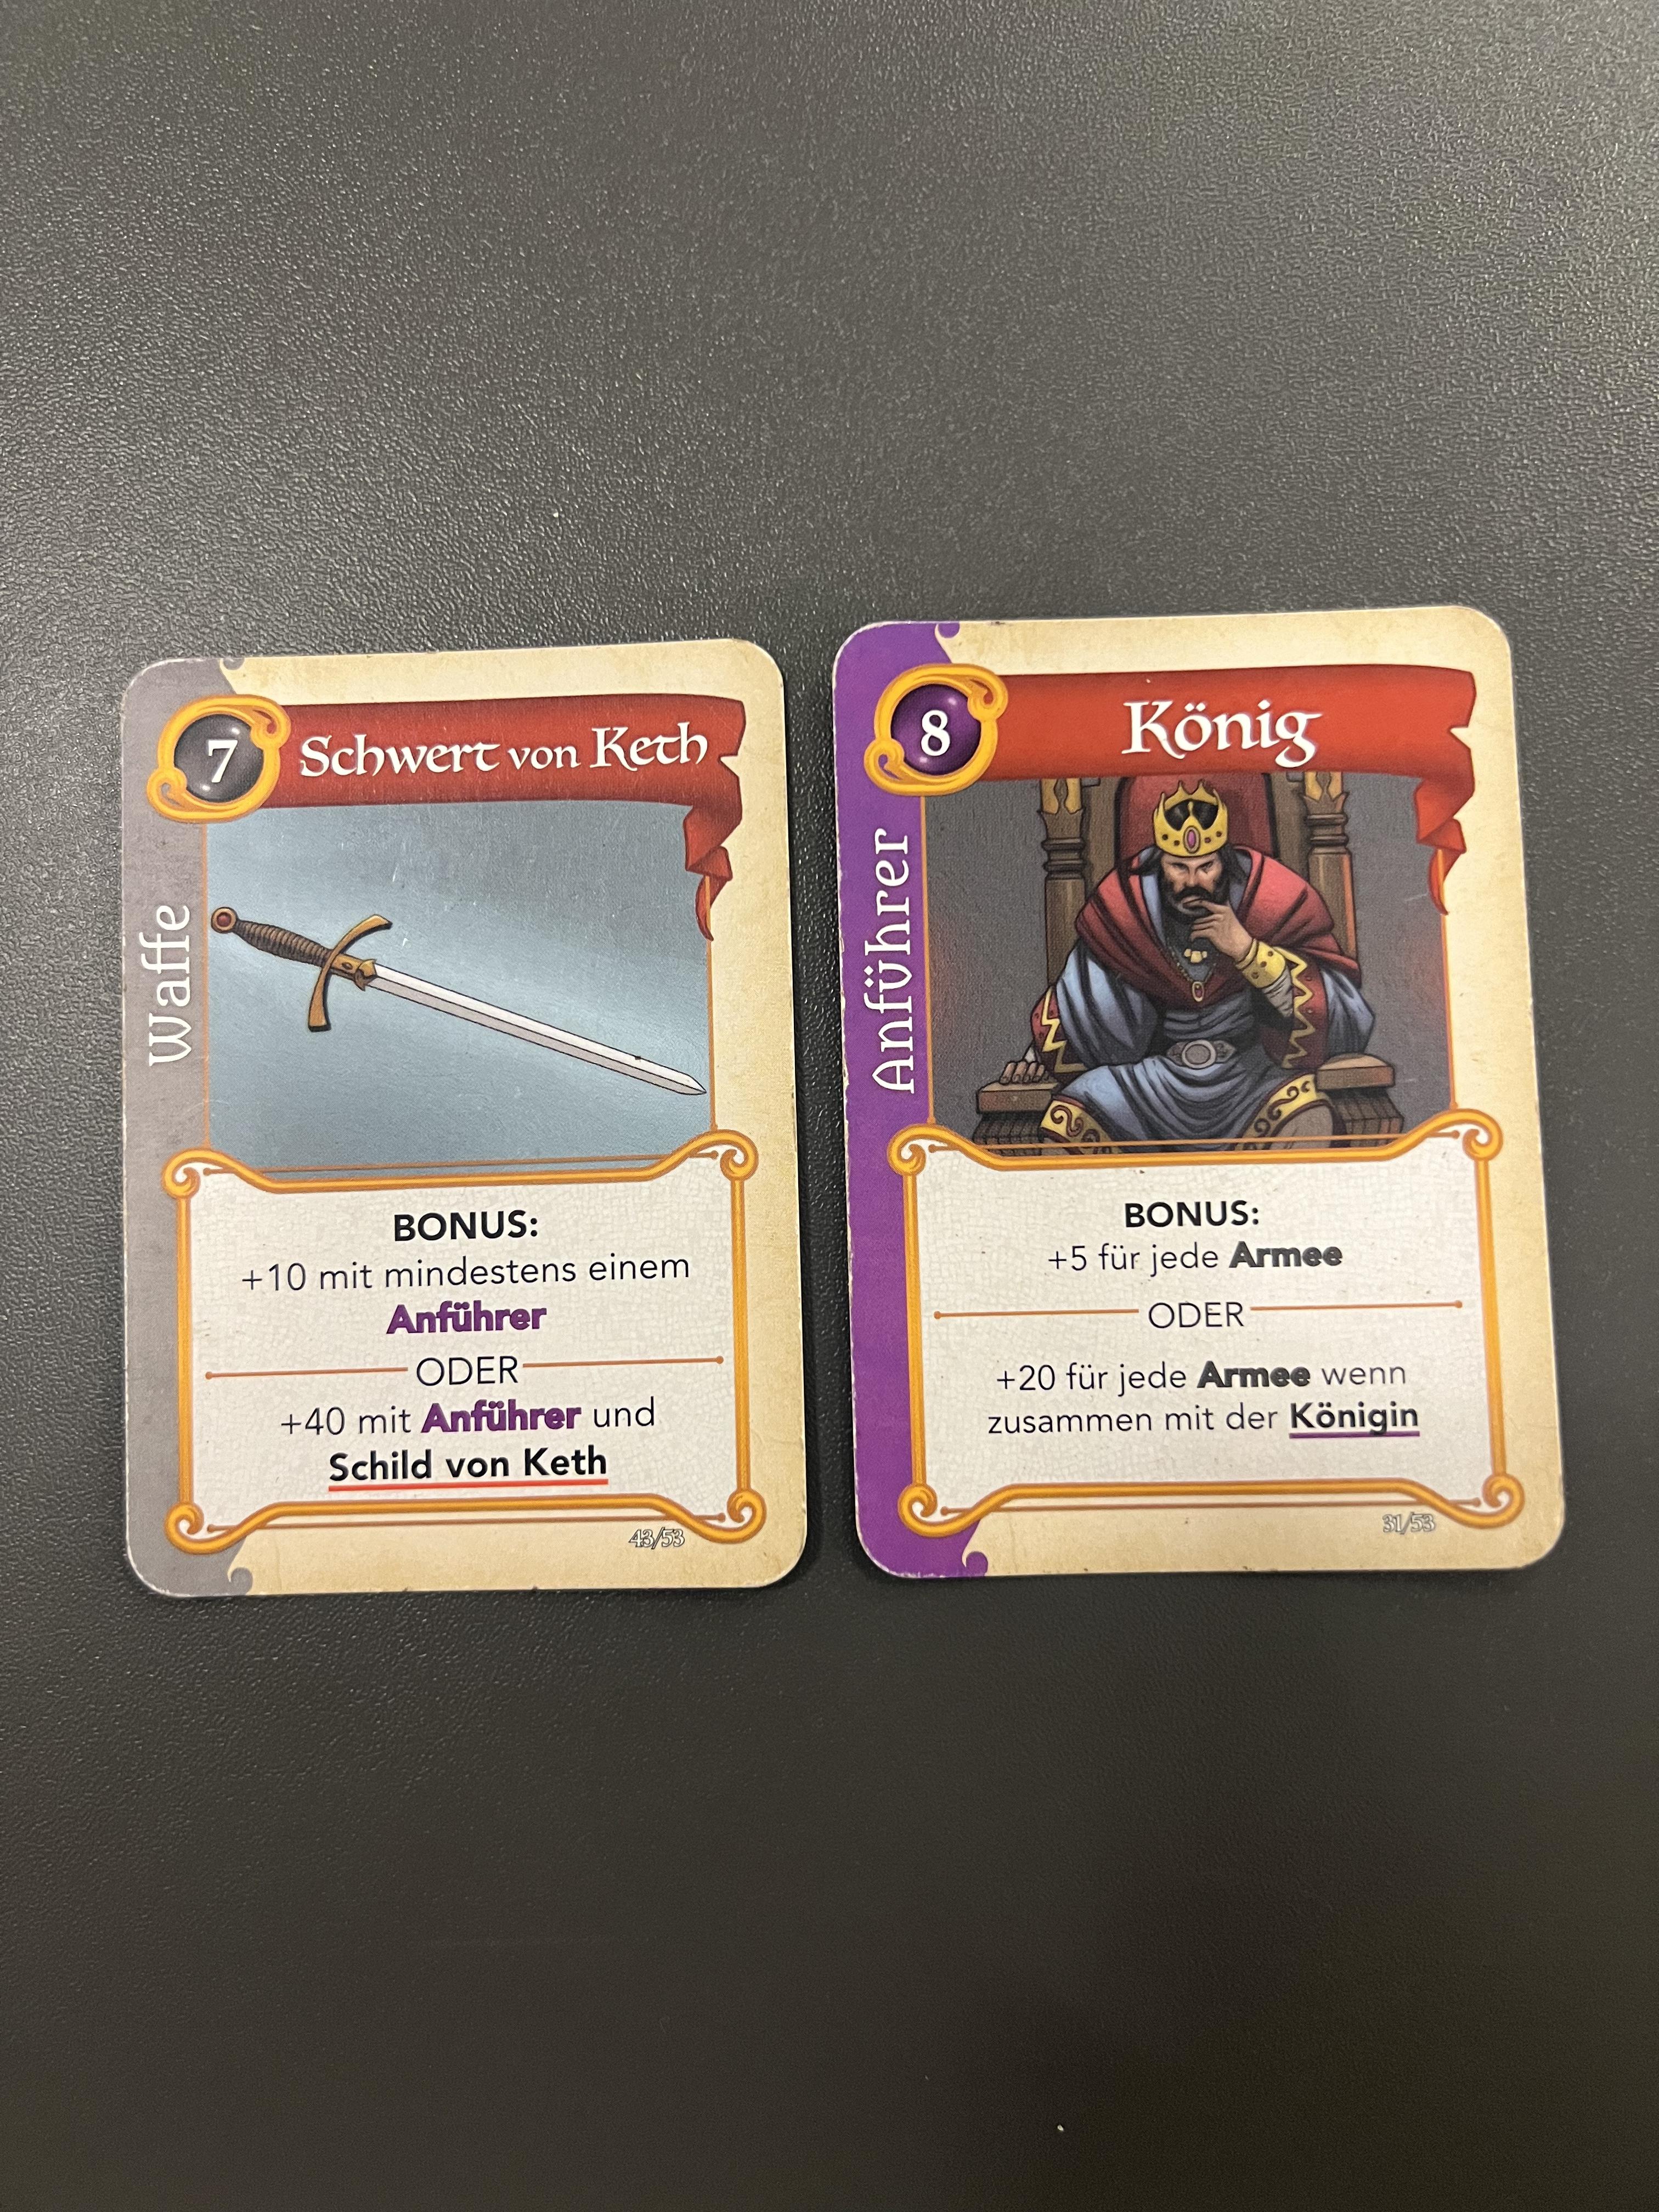 7
Schwert von Keth
Waffe
BONUS:
+10 mit mindestens einem
Anführer
ODER
+40 mit Anführer und
Schild von Keth
43/53
8
König
Anführer
BONUS:
+5 für jede Armee
ODER
+20 für jede Armee wenn
zusammen mit der Königin
31/53